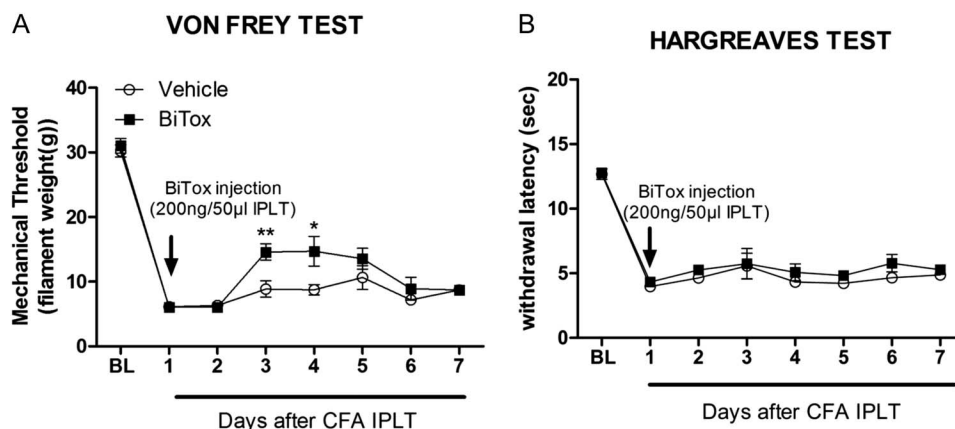 A
VON FREY TEST
40
30
20
10
0
Mechanical Threshold
(filament weight(g))
Vehicle
BiTox
BiTox injection
(200ng/50µl IPLT)
**
*
BL 1 2 3 4 5 6 7
Days after CFA IPLT
B
HARGREAVES TEST
20
15
10
5
0
withdrawal latency (sec)
BiTox injection
(200ng/50µl IPLT)
BL 1 2 3 4 5 6 7
Days after CFA IPLT